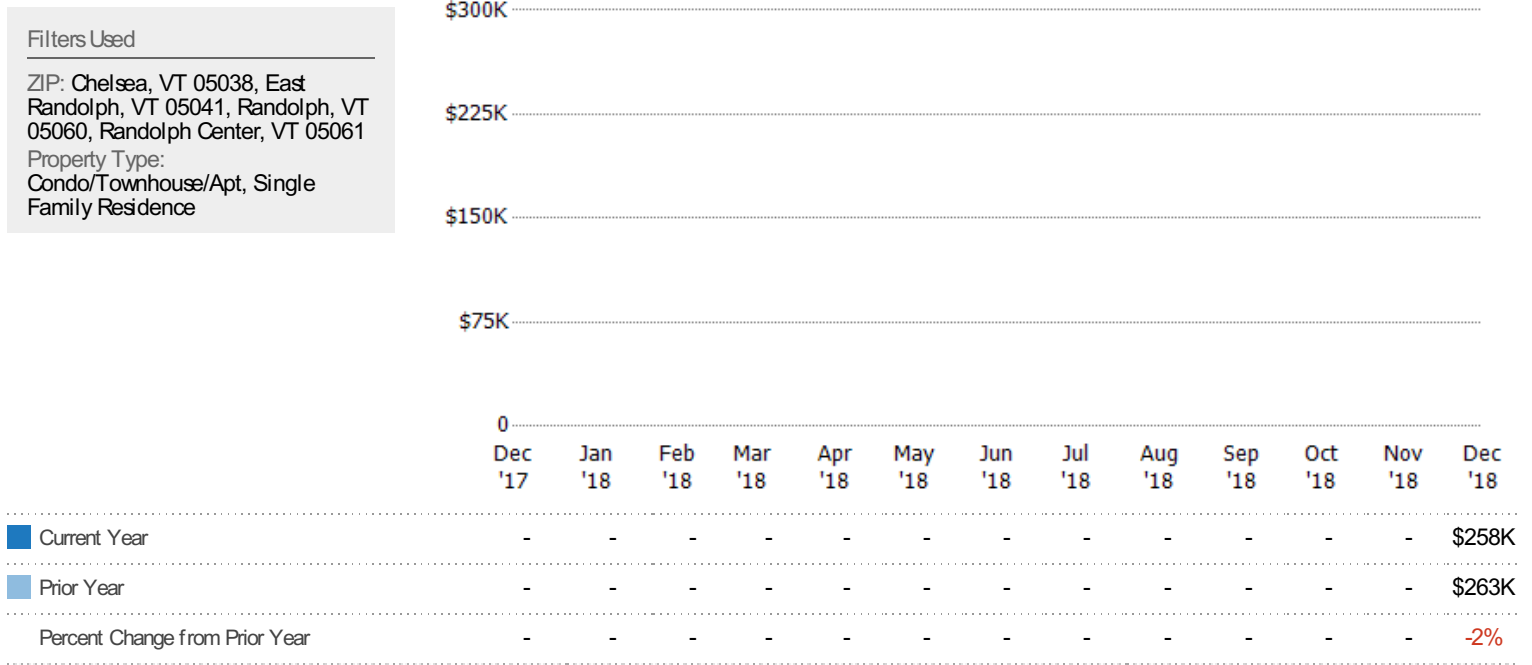 Filters Used
ZIP: Chelsea, VT 05038, East
Randolph, VT 05041, Randolph, VT
05060, Randolph Center, VT 05061
Property Type:
Condo/Townhouse/Apt, Single
Family Residence
$300K
$225K
$150K
$75K
0
Dec Jan Feb Mar Apr May Jun Jul Aug Sep Oct Nov Dec
'17 '18 '18 '18 '18 '18 '18 '18 '18 '18 '18 '18 '18
Current Year - - - - - - - - - - - - $258K
Prior Year - - - - - - - - - - - - $263K
Percent Change from Prior Year - - - - - - - - - - - - -2%